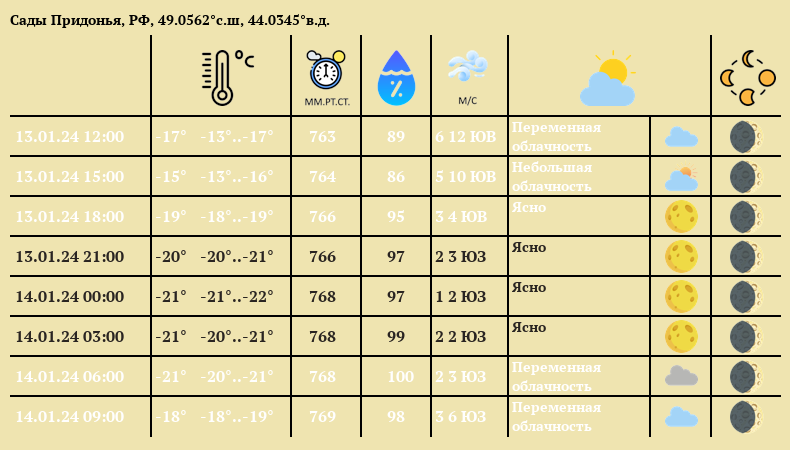 Сады Придонья, РФ, 49.0562°с.ш, 44.0345°в.д.
°C
ММ.РТ.СТ.
%
М/С
13.01.24 12:00 -17° -13°..-17° 763 89 6 12 ЮВ Переменная облачность
13.01.24 15:00 -15° -13°..-16° 764 86 5 10 ЮВ Небольшая облачность
13.01.24 18:00 -19° -18°..-19° 766 95 3 4 ЮВ Ясно
13.01.24 21:00 -20° -20°..-21° 766 97 2 3 ЮЗ Ясно
14.01.24 00:00 -21° -21°..-22° 768 97 1 2 ЮЗ Ясно
14.01.24 03:00 -21° -20°..-21° 768 99 2 2 ЮЗ Ясно
14.01.24 06:00 -21° -20°..-21° 768 100 2 3 ЮЗ Переменная облачность
14.01.24 09:00 -18° -18°..-19° 769 98 3 6 ЮЗ Переменная облачность